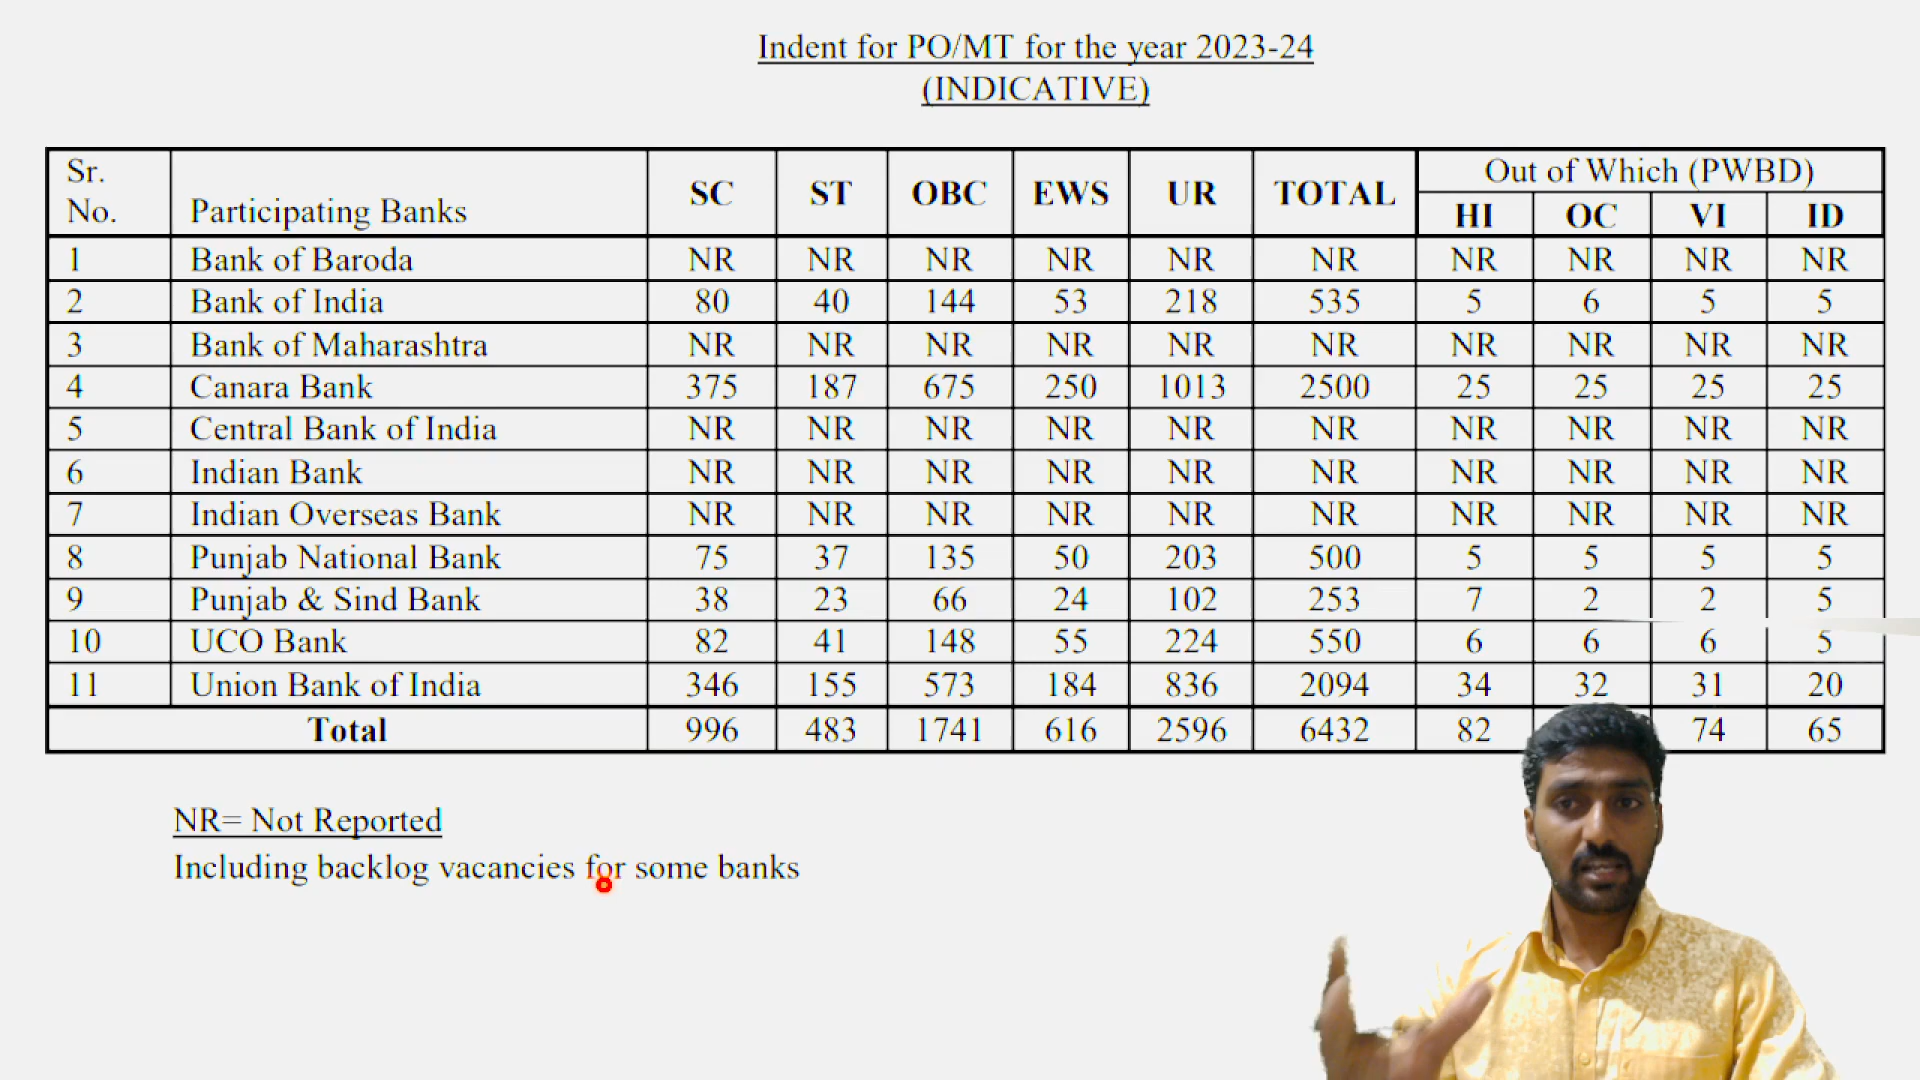 Indent for PO/MT for the year 2023-24
(INDICATIVE)
Sr. No. Participating Banks SC ST OBC EWS UR TOTAL Out of Which (PWBD)
HI OC VI ID
1 Bank of Baroda NR NR NR NR NR NR NR NR NR NR
2 Bank of India 80 40 144 53 218 535 5 6 5 5
3 Bank of Maharashtra NR NR NR NR NR NR NR NR NR NR
4 Canara Bank 375 187 675 250 1013 2500 25 25 25 25
5 Central Bank of India NR NR NR NR NR NR NR NR NR NR
6 Indian Bank NR NR NR NR NR NR NR NR NR NR
7 Indian Overseas Bank NR NR NR NR NR NR NR NR NR NR
8 Punjab National Bank 75 37 135 50 203 500 5 5 5 5
9 Punjab & Sind Bank 38 23 66 24 102 253 7 2 2 5
10 UCO Bank 82 41 148 55 224 550 6 6 6 5
11 Union Bank of India 346 155 573 184 836 2094 34 32 31 20
Total 996 483 1741 616 2596 6432 82 74 65
NR= Not Reported
Including backlog vacancies for some banks